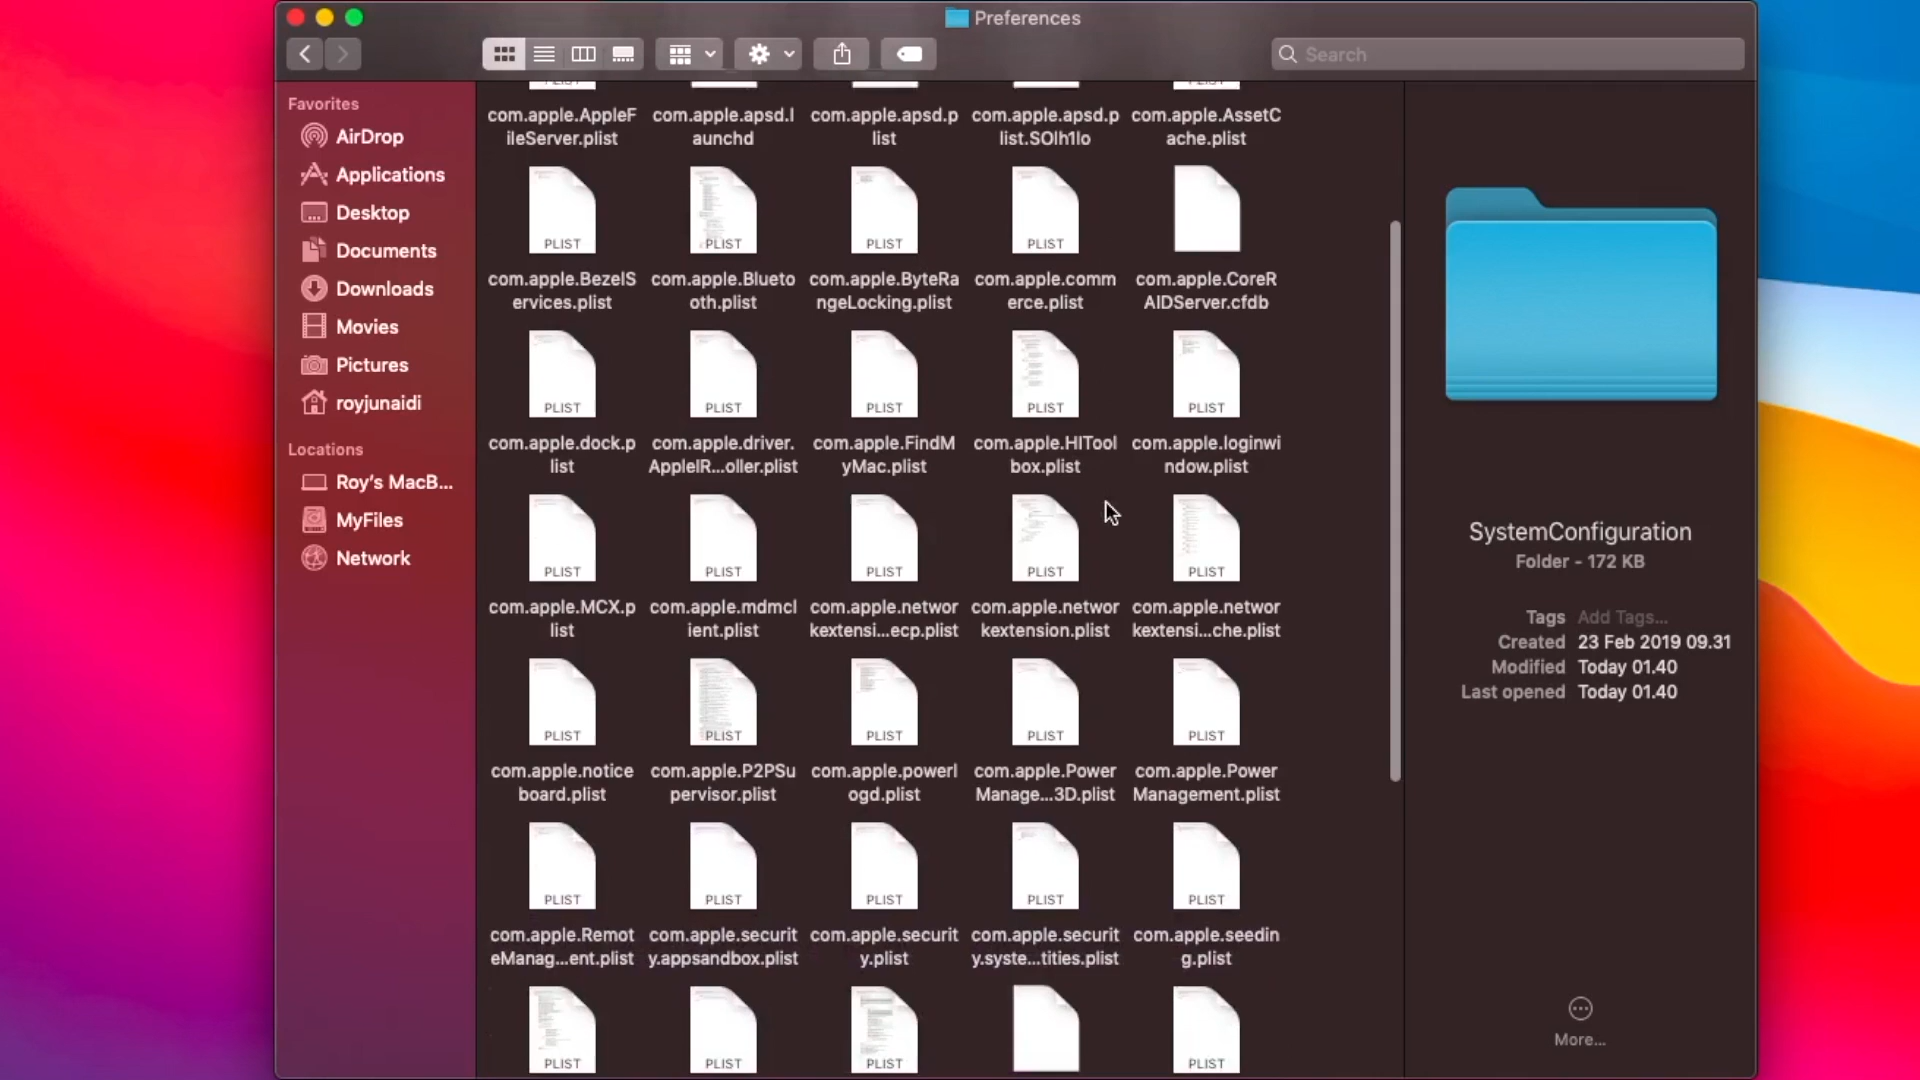 Preferences
Search
Favorites
AirDrop
Applications
Desktop
Documents
Downloads
Movies
Pictures
royjunaidi
Locations
Roy's MacB...
MyFiles
Network
com.apple.AppleF
ileServer.plist
com.apple.apsd.l
aunchd
com.apple.apsd.p
list
com.apple.apsd.p
list.SOlh1lo
com.apple.AssetC
ache.plist
PLIST
PLIST
PLIST
PLIST
com.apple.BezelS
ervices.plist
com.apple.Blueto
oth.plist
com.apple.ByteRa
ngeLocking.plist
com.apple.comm
erce.plist
com.apple.CoreR
AIDServer.cfdb
PLIST
PLIST
PLIST
PLIST
PLIST
com.apple.dock.p
list
com.apple.driver.
AppleIR...oller.plist
com.apple.FindM
yMac.plist
com.apple.HITool
box.plist
com.apple.loginwi
ndow.plist
PLIST
PLIST
PLIST
PLIST
PLIST
com.apple.MCX.p
list
com.apple.mdmcl
ient.plist
com.apple.networ
kextensi...ecp.plist
com.apple.networ
kextension.plist
com.apple.networ
kextensi...che.plist
PLIST
PLIST
PLIST
PLIST
PLIST
com.apple.notice
board.plist
com.apple.P2PSu
pervisor.plist
com.apple.powerl
ogd.plist
com.apple.Power
Manage...3D.plist
com.apple.Power
Management.plist
PLIST
PLIST
PLIST
PLIST
PLIST
com.apple.Remot
eManag...ent.plist
com.apple.securit
y.appsandbox.plist
com.apple.securit
y.plist
com.apple.securit
y.syste...tities.plist
com.apple.seedin
g.plist
PLIST
PLIST
PLIST
PLIST
SystemConfiguration
Folder - 172 KB
Tags Add Tags...
Created 23 Feb 2019 09.31
Modified Today 01.40
Last opened Today 01.40
More...